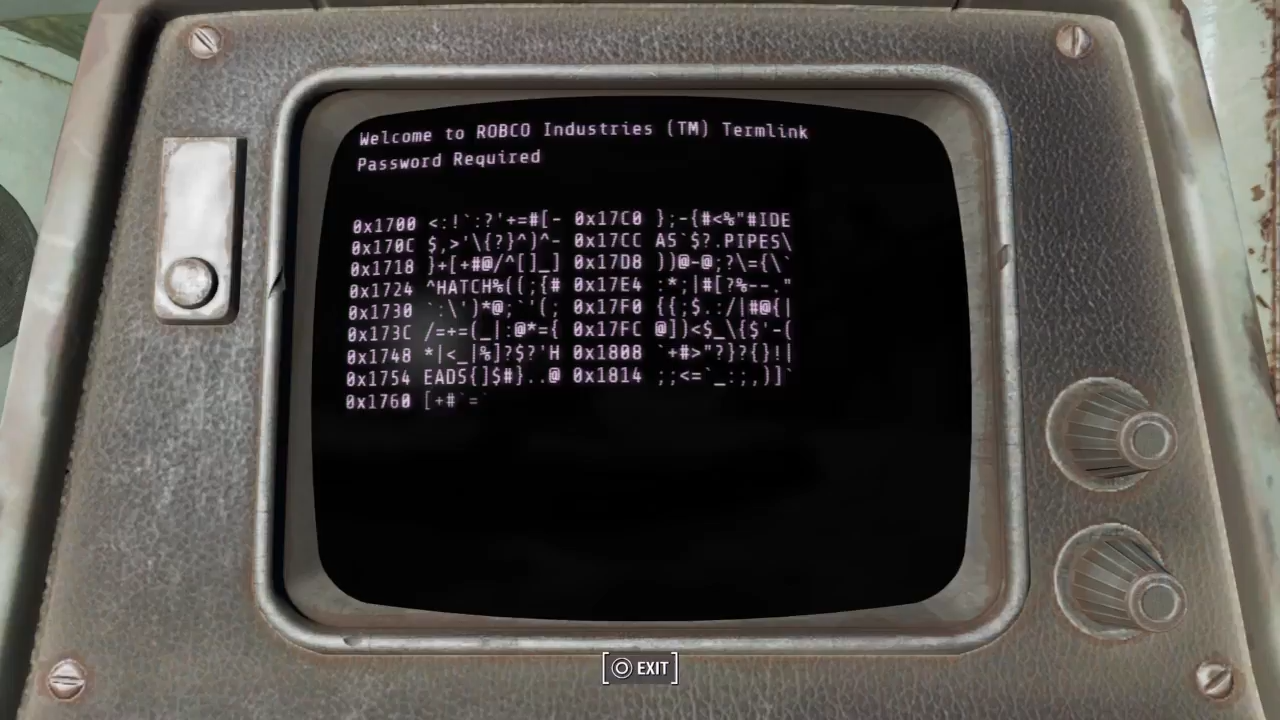 Welcome to ROBCO Industries (TM) Termlink
Password Required
0x1700 <:!`:?'+=#[- 0x17C0 };-{#<%"#IDE
0x170C $,>'\{?}^)^- 0x17CC AS`$?.PIPES\
0x1718 }+[+#@/^[]_] 0x17D8 ))@-@;?\={\`
0x1724 ^HATCH%((;{# 0x17E4 :*;|#[?%--."
0x1730 `:\')*@;`'(; 0x17F0 {{;$.:/|#@{|
0x173C /=+=(_|:@*={ 0x17FC @])<$_\{$'-(
0x1748 *|<_|%]?$?'H 0x1808 `+#>"?}?{}!|
0x1754 EADS{]$#}..@ 0x1814 ;;<=`_:;,)]`
0x1760 [+#`=`
EXIT